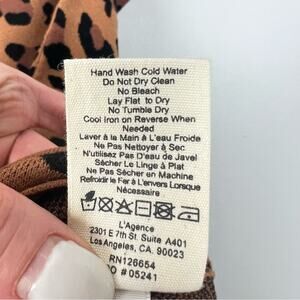 Hand Wash Cold Water
Do Not Dry Clean
No Bleach
Lay Flat to Dry
No Tumble Dry
Cool Iron on Reverse When
Needed
Laver à la Main à L'eau Froide
Ne Pas Nettoyer à Sec
N'utilisez Pas D'eau de Javel
Sécher Le Linge à Plat
Ne Pas Sécher en Machine
Refroidir le Far à L'envers Lorsque
Nécessaire
L'Agence
2301 E 7th St. Suite A401
Los Angeles, CA 90023
RN126654
O # 05241